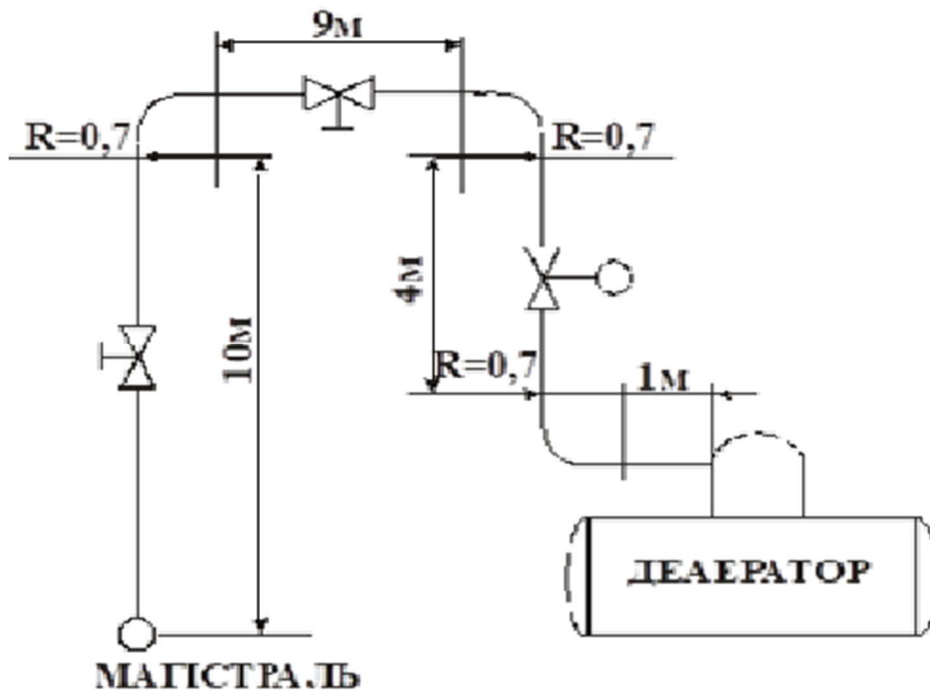 9м
R=0,7
R=0,7
10м
4м
R=0,7
1м
ДЕАЕРАТОР
МАГІСТРАЛЬ